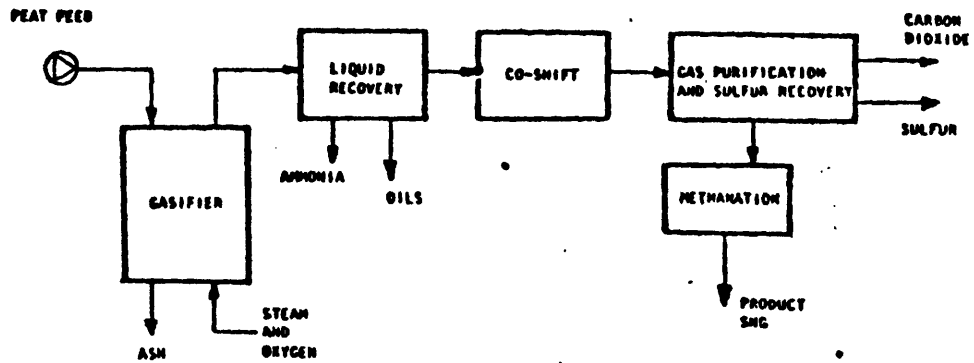 PEAT FEED
LIQUID
RECOVERY
CO-SHIFT
GAS PURIFICATION
AND SULFUR RECOVERY
CARBON
DIOXIDE
SULFUR
AMMONIA
OILS
GASIFIER
METHANATION
STEAM
AND
OXYGEN
ASH
PRODUCT
SNG